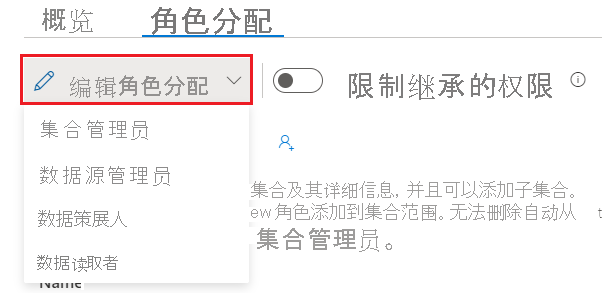 概览 角色分配
编辑角色分配 限制继承的权限
集合管理员
数据源管理员
集合及其详细信息, 并且可以添加子集合。
数据策展人
ew 角色添加到集合范围。无法删除自动从 t
集合管理员。
数据读取者
Name